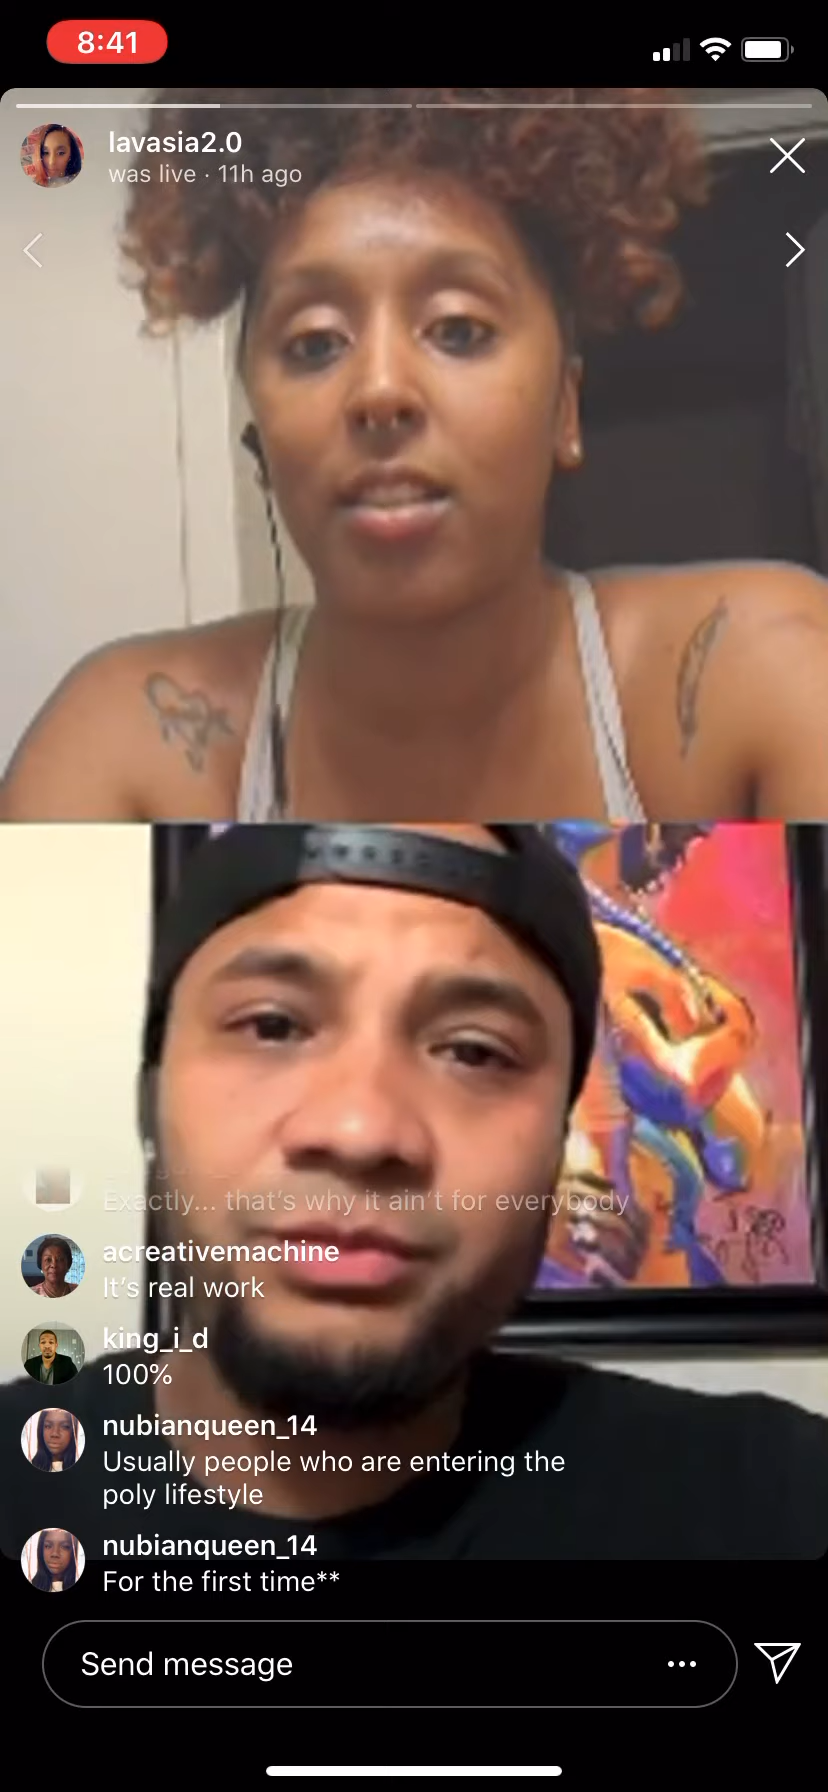 8:41
lavasia2.0
was live · 11h ago
Exactly... that's why it ain't for everybody
acreativemachine
It's real work
king_i_d
100%
nubianqueen_14
Usually people who are entering the
poly lifestyle
nubianqueen_14
For the first time**
Send message